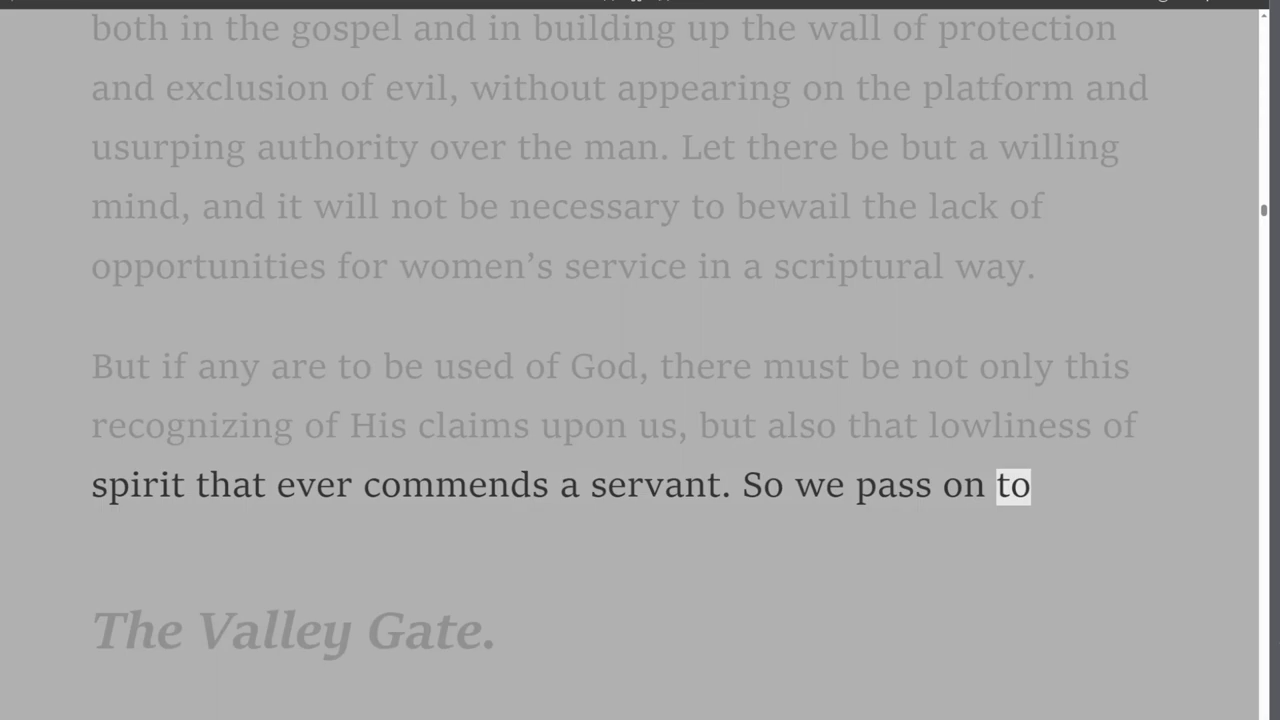 both in the gospel and in building up the wall of protection
and exclusion of evil, without appearing on the platform and
usurping authority over the man. Let there be but a willing
mind, and it will not be necessary to bewail the lack of
opportunities for women’s service in a scriptural way.
But if any are to be used of God, there must be not only this
recognizing of His claims upon us, but also that lowliness of
spirit that ever commends a servant. So we pass on to
The Valley Gate.